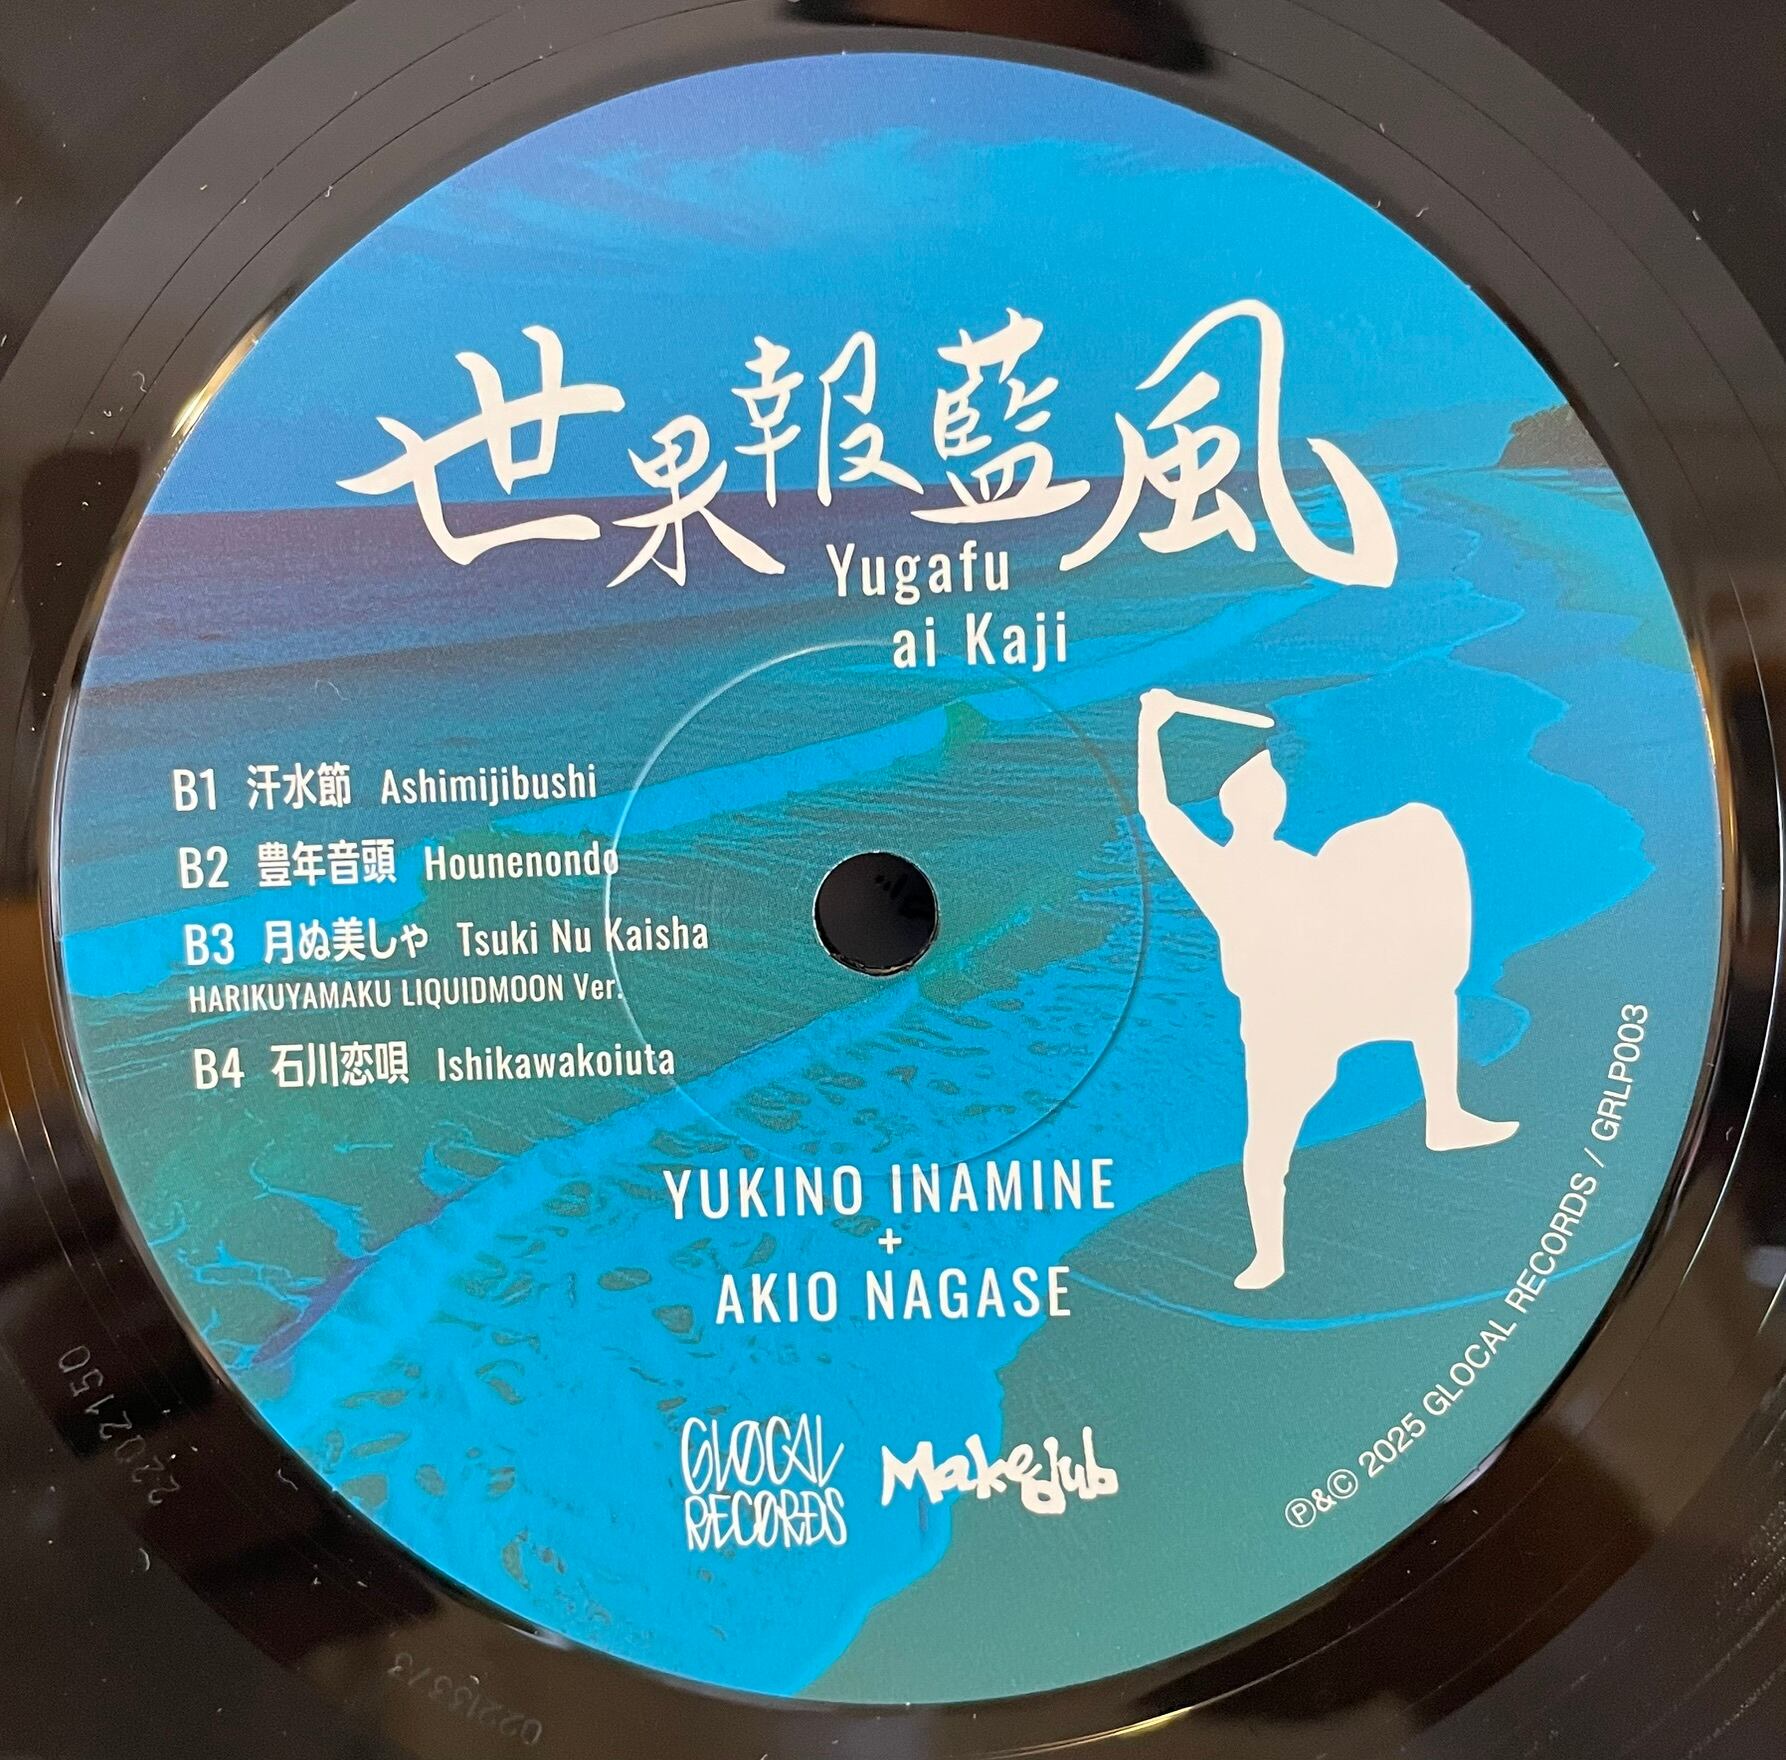 世果報藍風
Yugafu
ai Kaji
B1 汗水節 Ashimijibushi
B2 豊年音頭 Hounenondo
B3 月ぬ美しゃ Tsuki Nu Kaisha
HARIKUYAMAKU LIQUIDMOON Ver.
B4 石川恋唄 Ishikawakoiuta
YUKINO INAMINE
+
AKIO NAGASE
GLOCAL
RECORDS
Makedub
Ⓟ&Ⓒ 2025 GLOCAL RECORDS / GRLP003
2202150